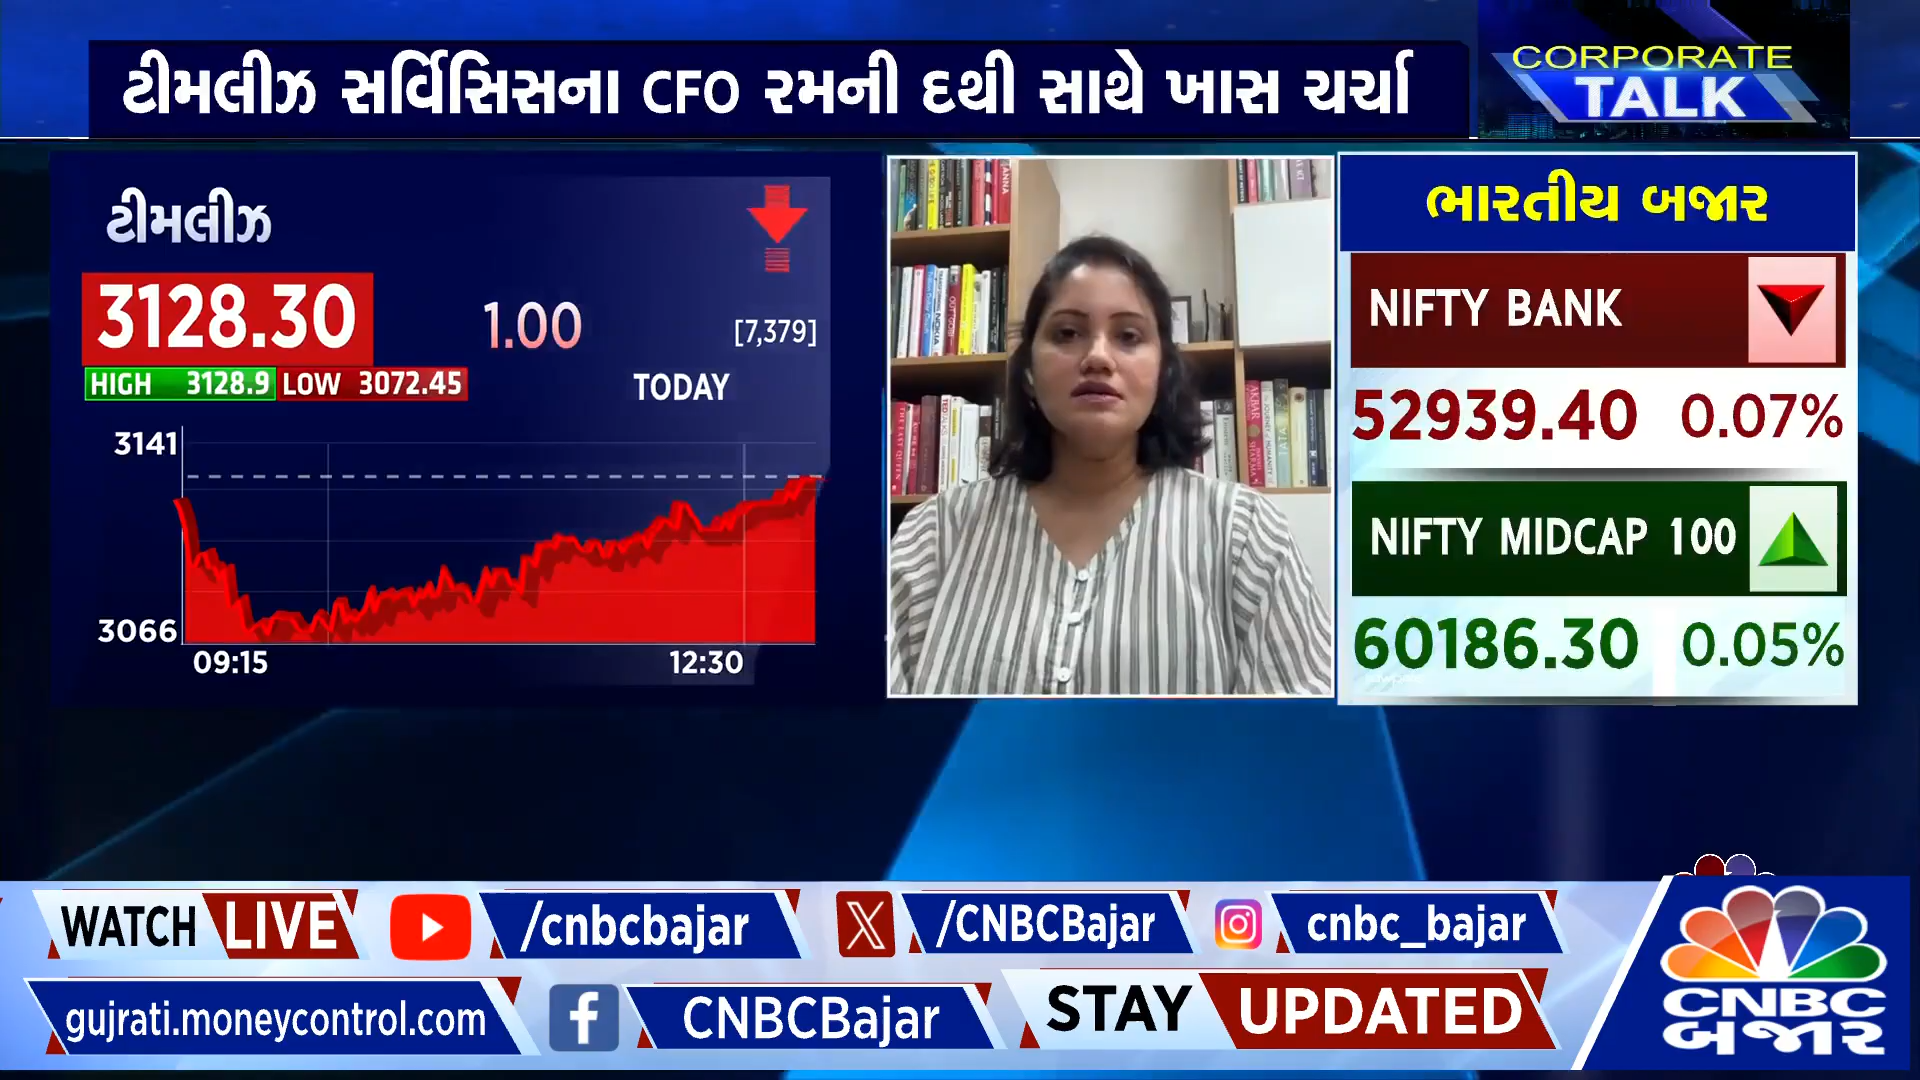 ટીમલીઝ સર્વિસિસના CFO રમની દથી સાથે ખાસ ચર્ચા
CORPORATE
TALK
ટીમલીઝ
3128.30
1.00
[7,379]
HIGH 3128.9 LOW 3072.45
TODAY
3141
3066
09:15
12:30
ભારતીય બજાર
NIFTY BANK
52939.40 0.07%
NIFTY MIDCAP 100
60186.30 0.05%
WATCH LIVE
/cnbcbajar
/CNBCBajar
cnbc_bajar
gujrati.moneycontrol.com
CNBCBajar
STAY UPDATED
CNBC
બજાર